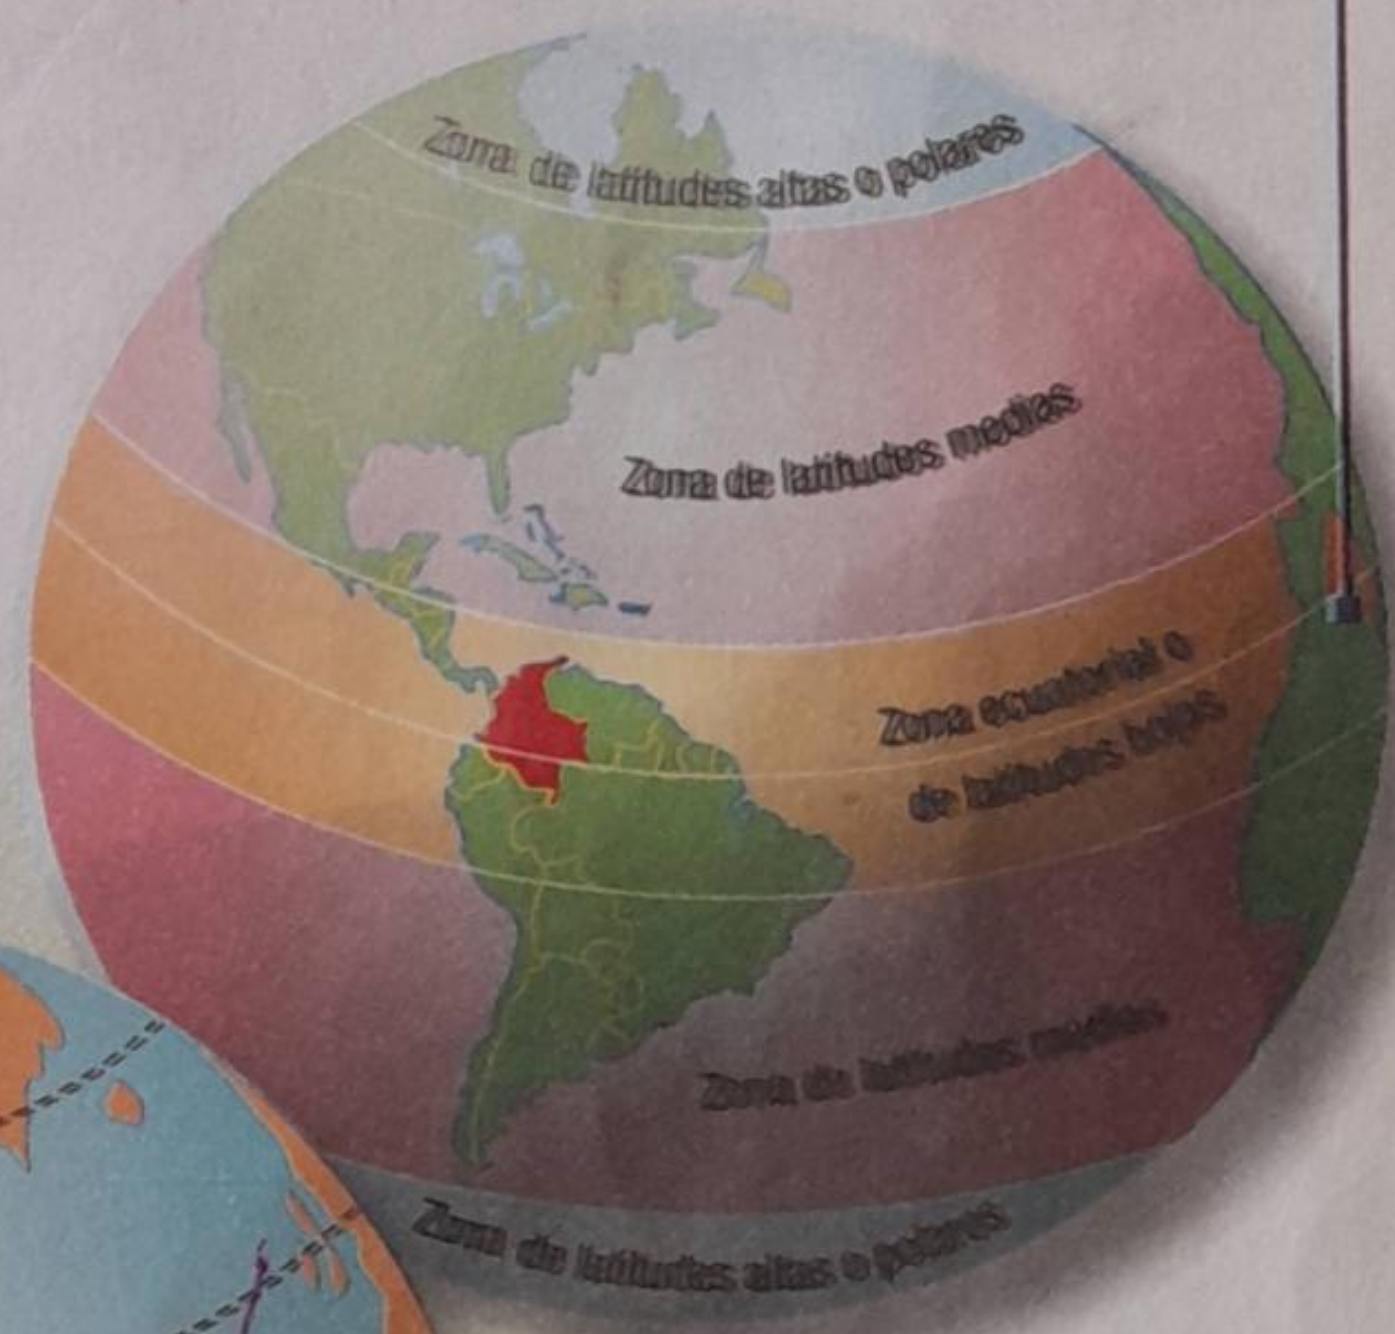 Zona de latitudes altas o polares
Zona de latitudes medias
Zona ecuatorial o
de latitudes bajas
Zona de latitudes medias
Zona de latitudes altas o polares